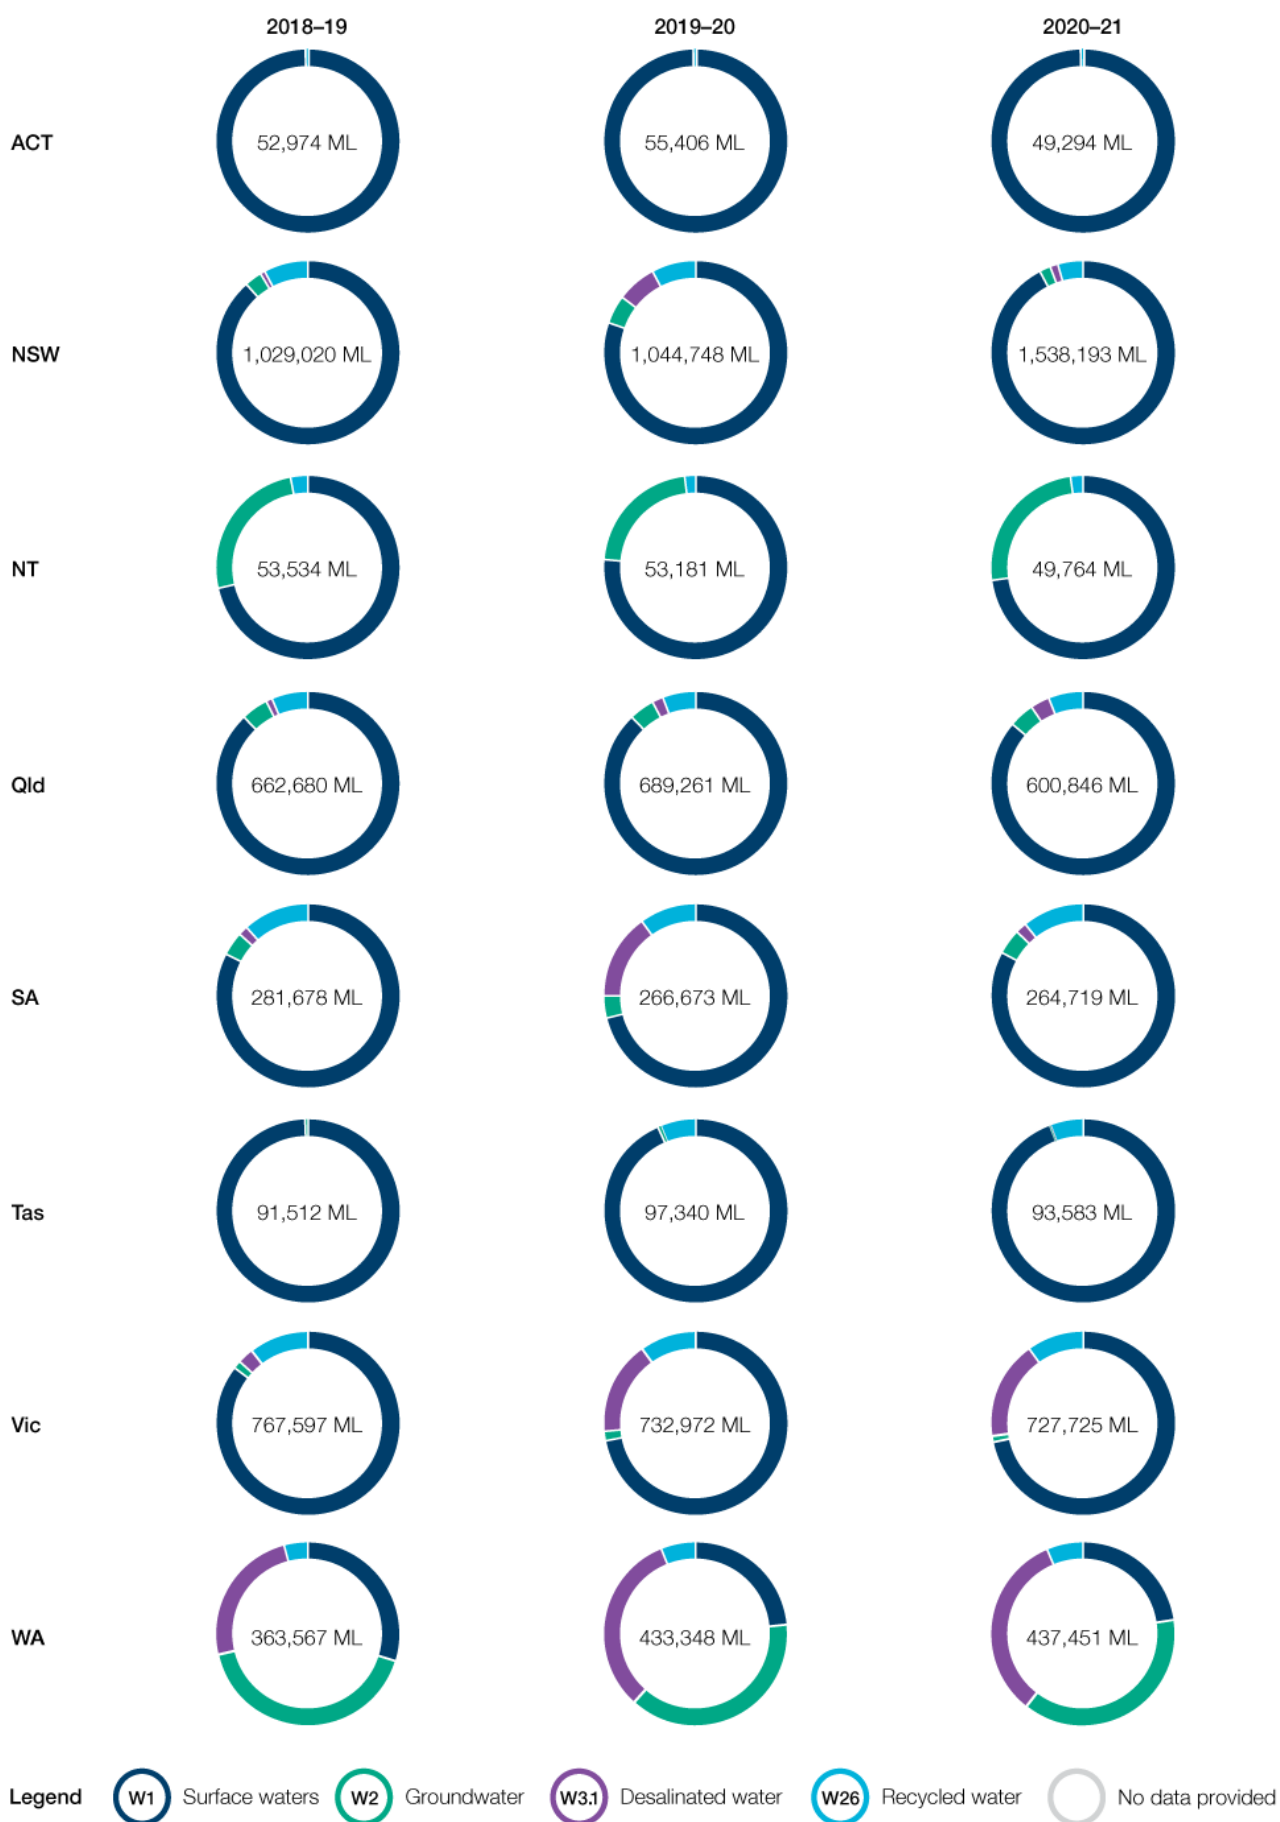 2018–19 2019–20 2020–21
ACT 52,974 ML 55,406 ML 49,294 ML
NSW 1,029,020 ML 1,044,748 ML 1,538,193 ML
NT 53,534 ML 53,181 ML 49,764 ML
Qld 662,680 ML 689,261 ML 600,846 ML
SA 281,678 ML 266,673 ML 264,719 ML
Tas 91,512 ML 97,340 ML 93,583 ML
Vic 767,597 ML 732,972 ML 727,725 ML
WA 363,567 ML 433,348 ML 437,451 ML
Legend W1 Surface waters W2 Groundwater W3.1 Desalinated water W26 Recycled water No data provided